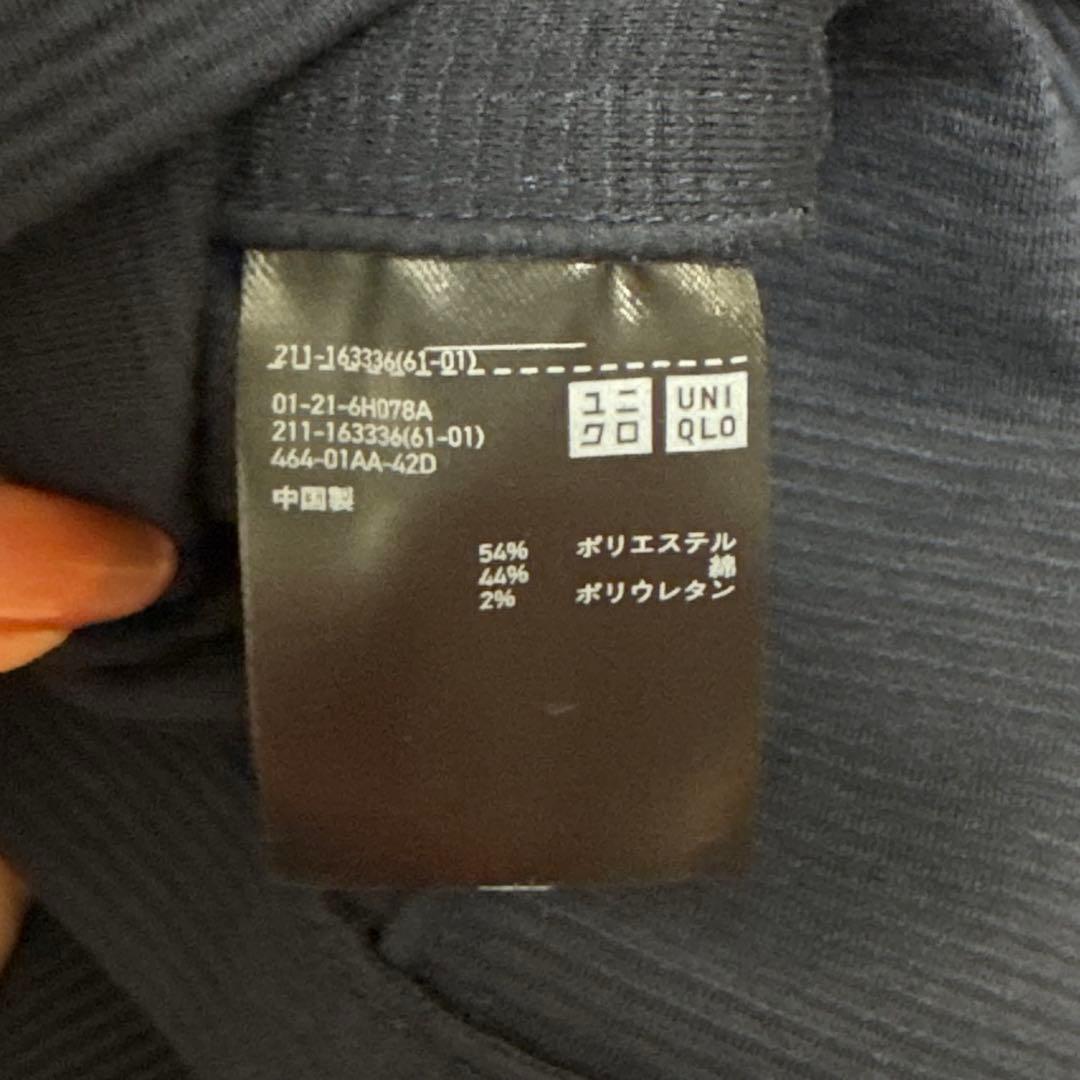 211-163336(61-01)
01-21-6H078A
211-163336(61-01)
464-01AA-42D
中国製
ユニ
クロ
UNI
QLO
54% ポリエステル
44% 綿
2% ポリウレタン